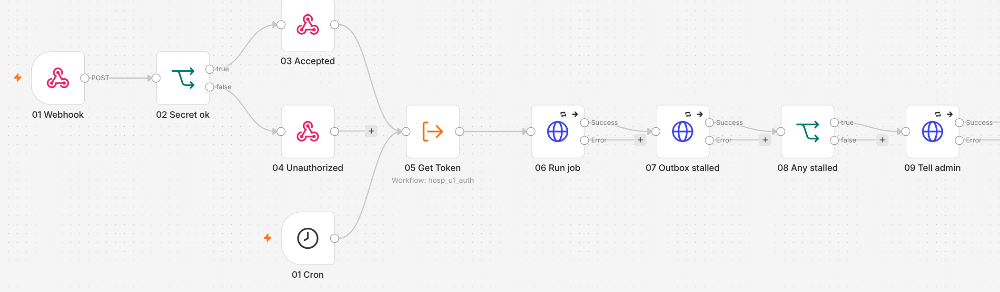 03 Accepted
01 Webhook
POST
02 Secret ok
true
false
04 Unauthorized
+
05 Get Token
Workflow: hosp_u1_auth
06 Run job
Success
Error
+
07 Outbox stalled
Success
Error
+
08 Any stalled
true
false
+
09 Tell admin
Success
Error
01 Cron